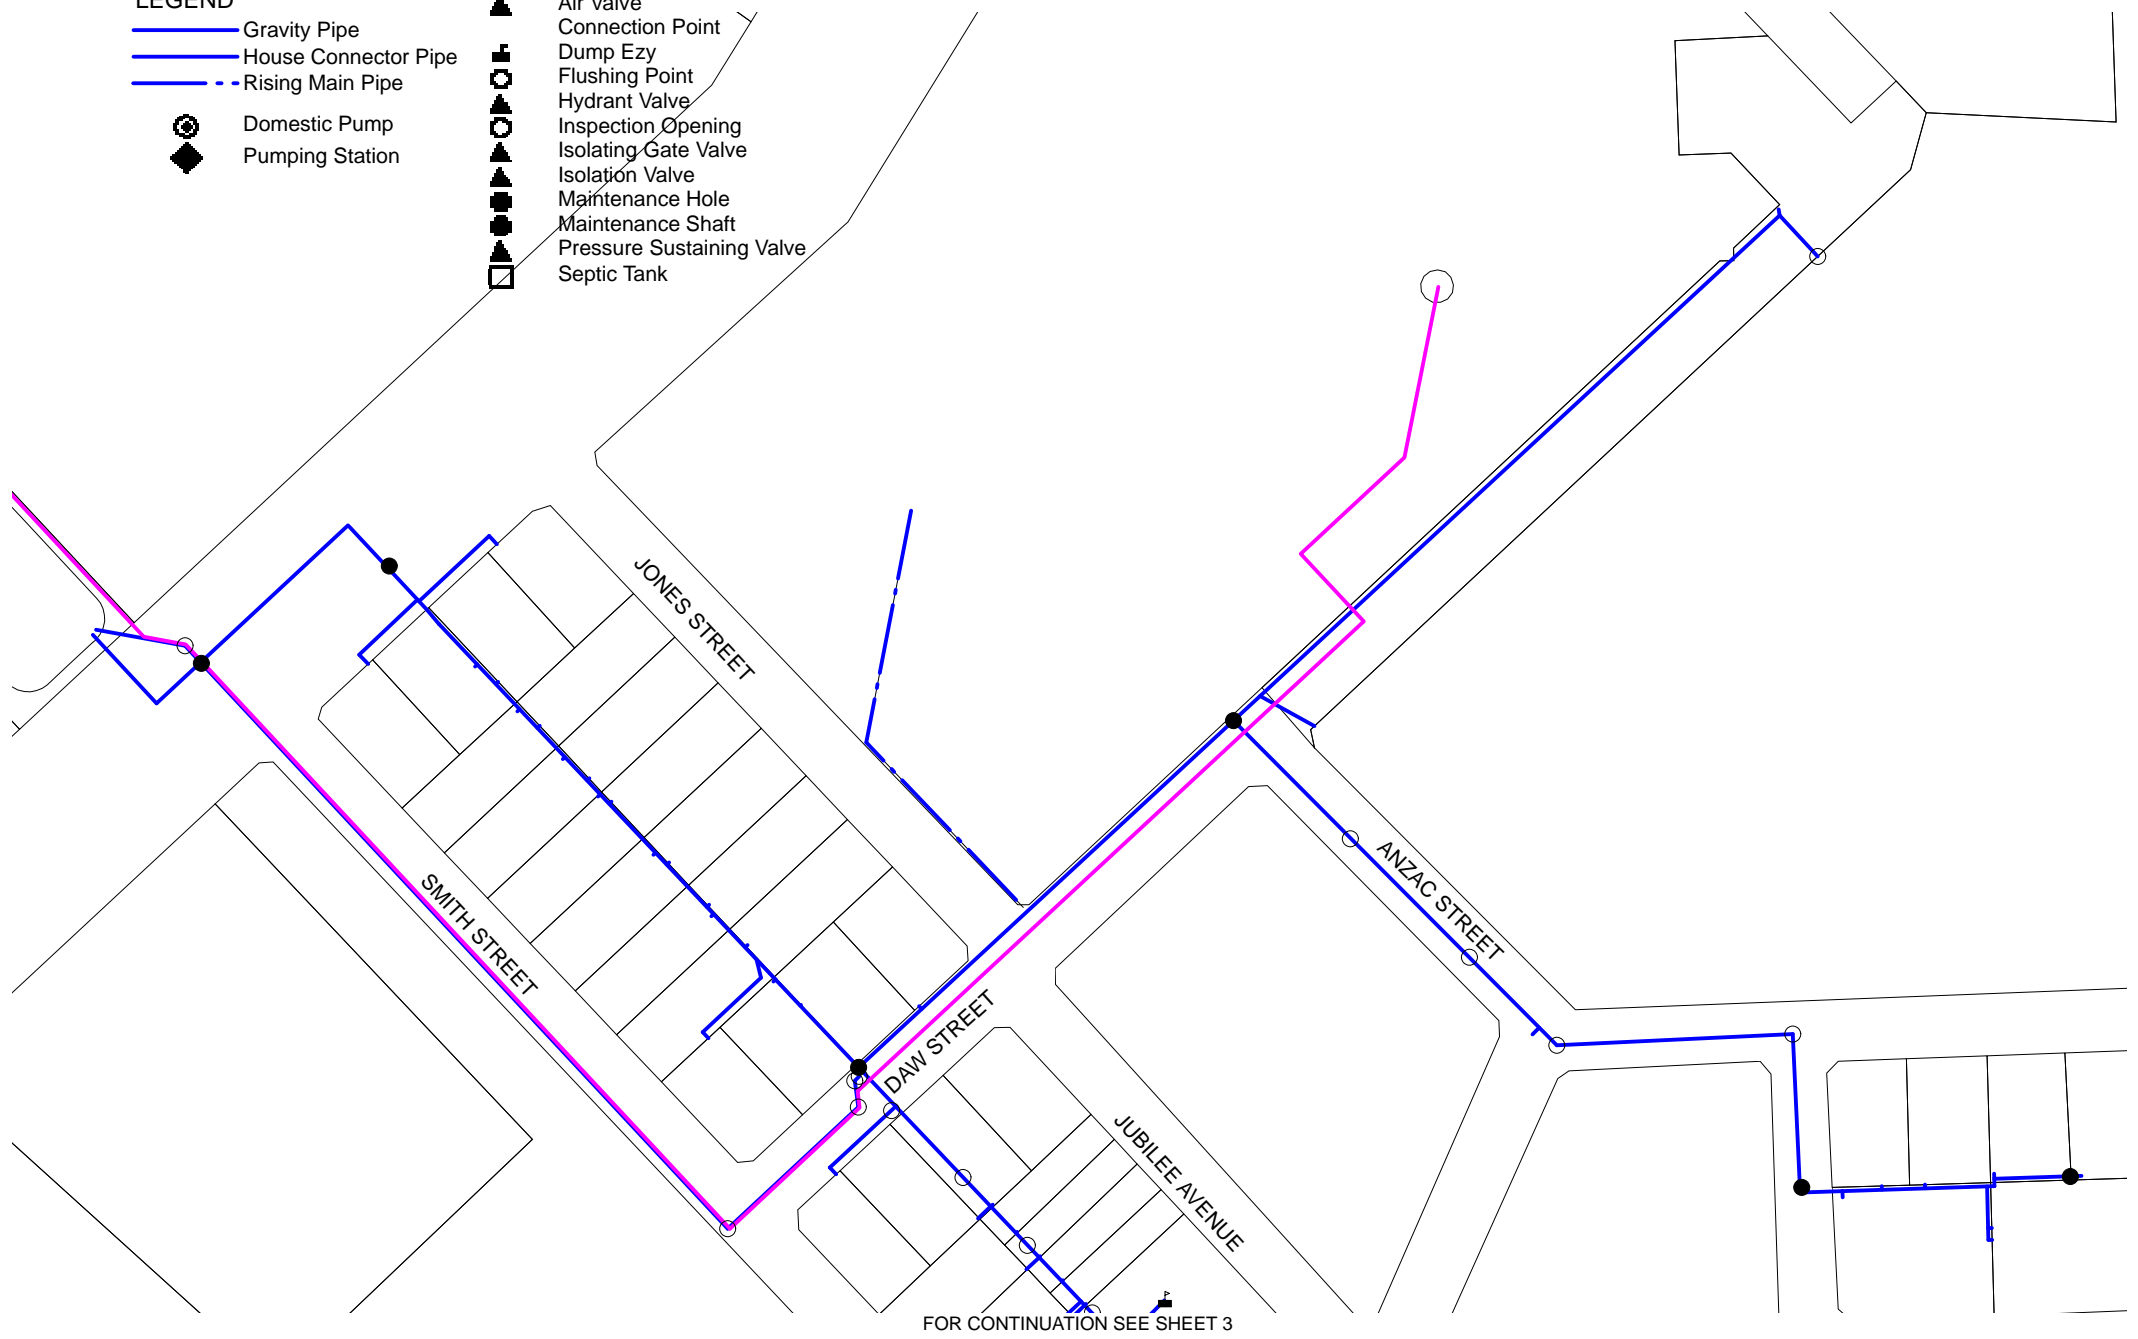 LEGEND
Gravity Pipe
House Connector Pipe
Rising Main Pipe
Domestic Pump
Pumping Station
Air Valve
Connection Point
Dump Ezy
Flushing Point
Hydrant Valve
Inspection Opening
Isolating Gate Valve
Isolation Valve
Maintenance Hole
Maintenance Shaft
Pressure Sustaining Valve
Septic Tank
JONES STREET
SMITH STREET
ANZAC STREET
DAW STREET
JUBILEE AVENUE
FOR CONTINUATION SEE SHEET 3